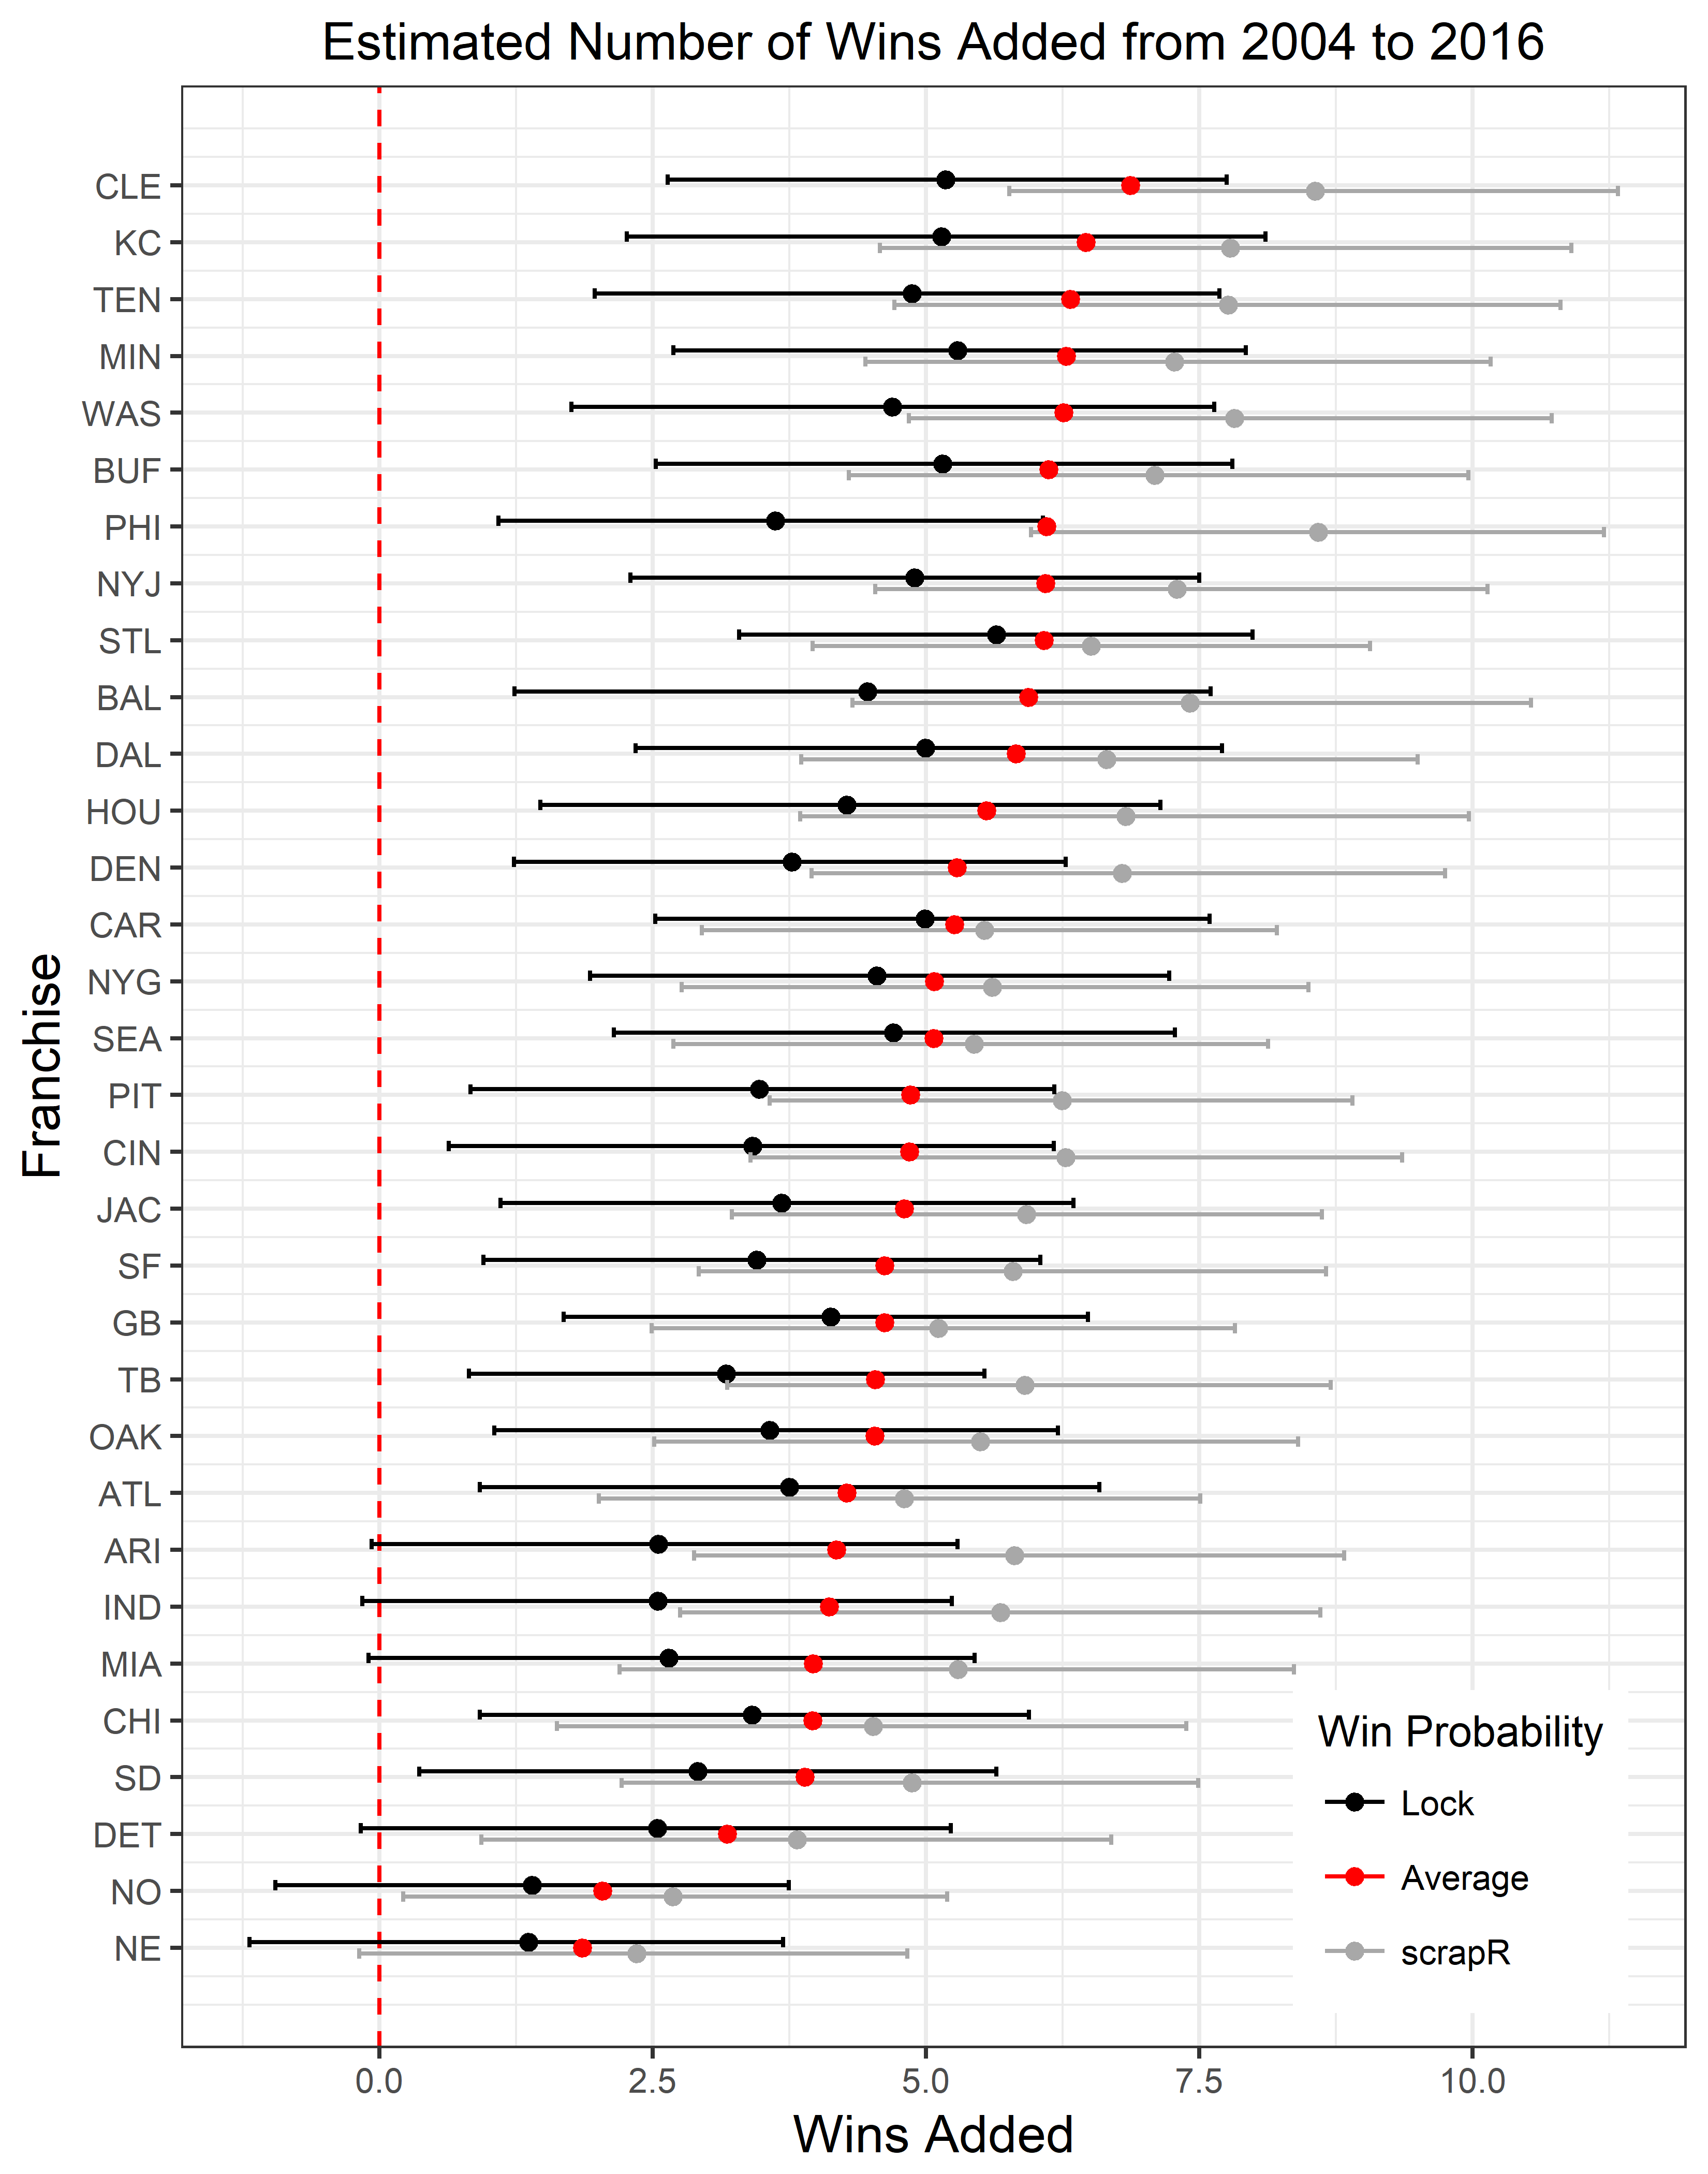 Estimated Number of Wins Added from 2004 to 2016
CLE
KC
TEN
MIN
WAS
BUF
PHI
NYJ
STL
BAL
DAL
HOU
DEN
CAR
NYG
SEA
PIT
CIN
JAC
SF
GB
TB
OAK
ATL
ARI
IND
MIA
CHI
SD
DET
NO
NE
Franchise
Win Probability
Lock
Average
scrapR
0.0 2.5 5.0 7.5 10.0
Wins Added